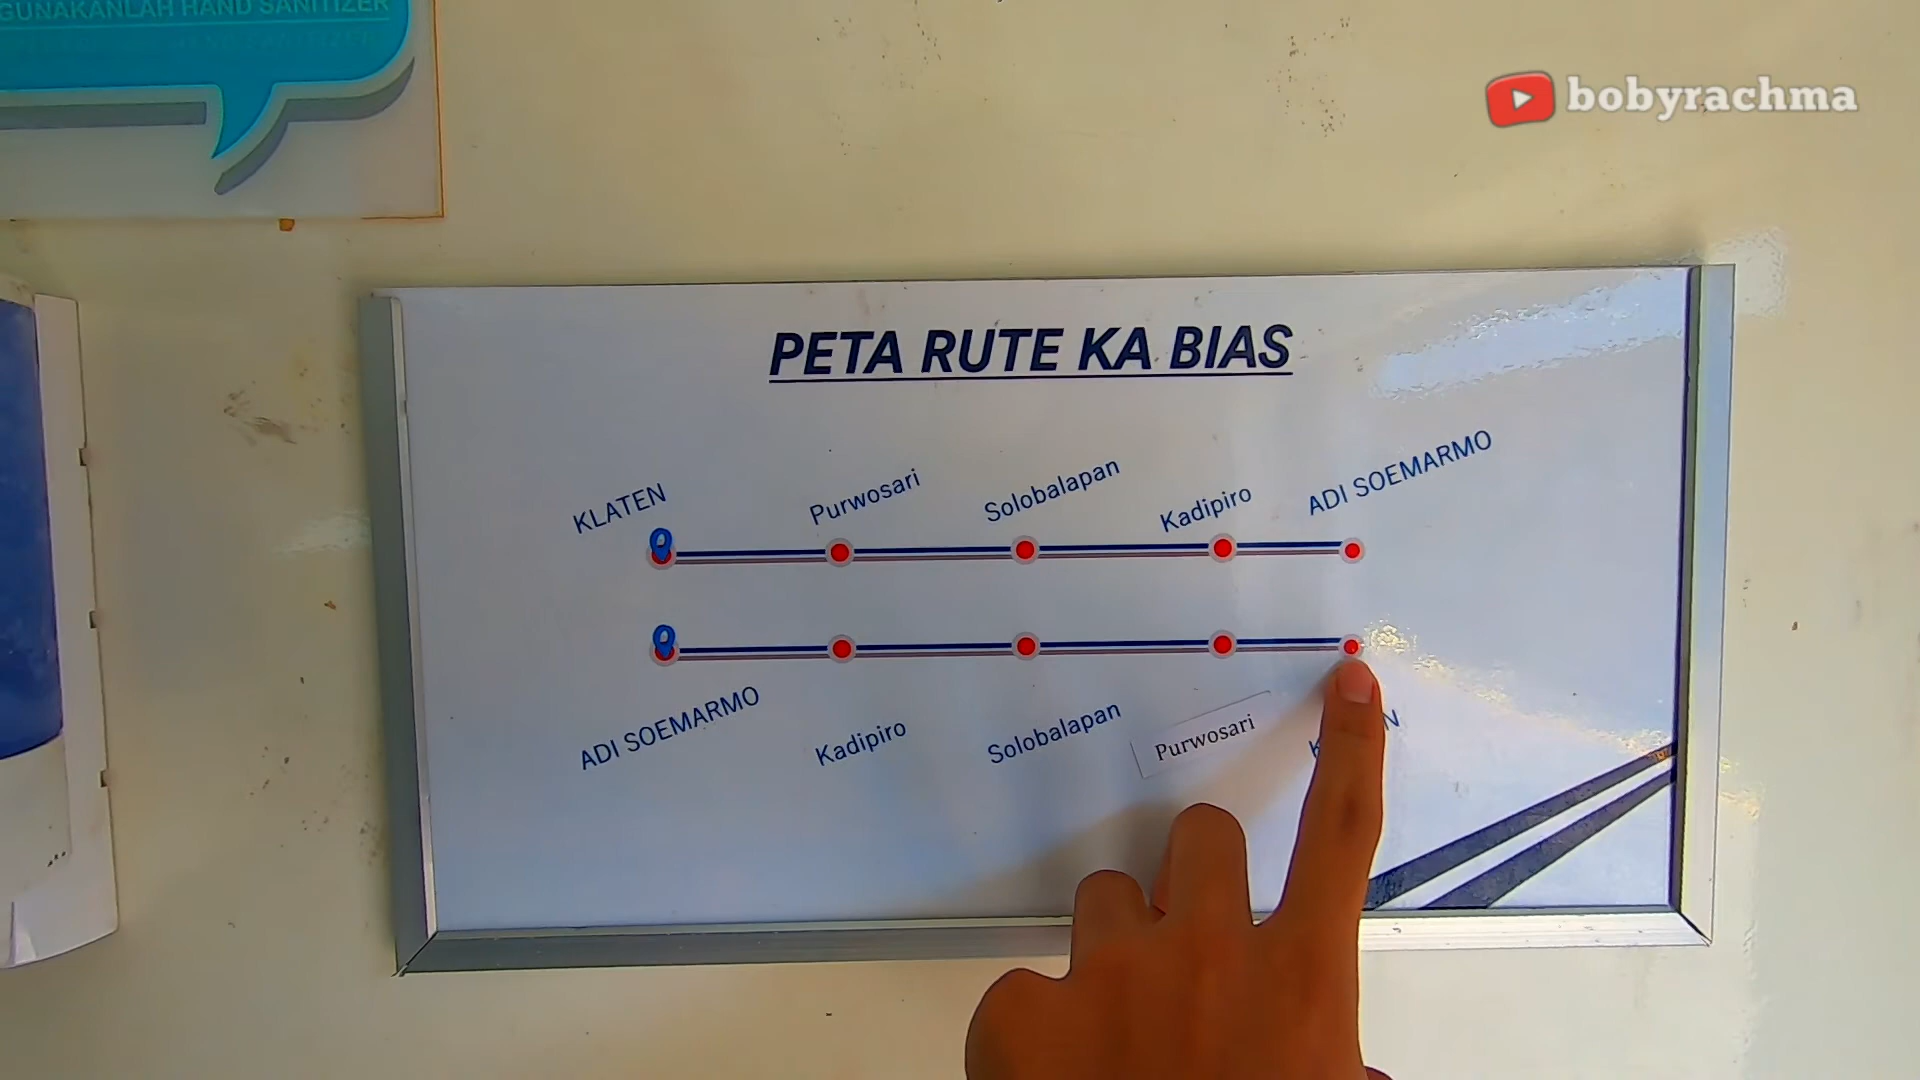 GUNAKANLAH HAND SANITIZER
bobyrachma
PETA RUTE KA BIAS
KLATEN
Purwosari
Solobalapan
Kadipiro
ADI SOEMARMO
ADI SOEMARMO
Kadipiro
Solobalapan
Purwosari